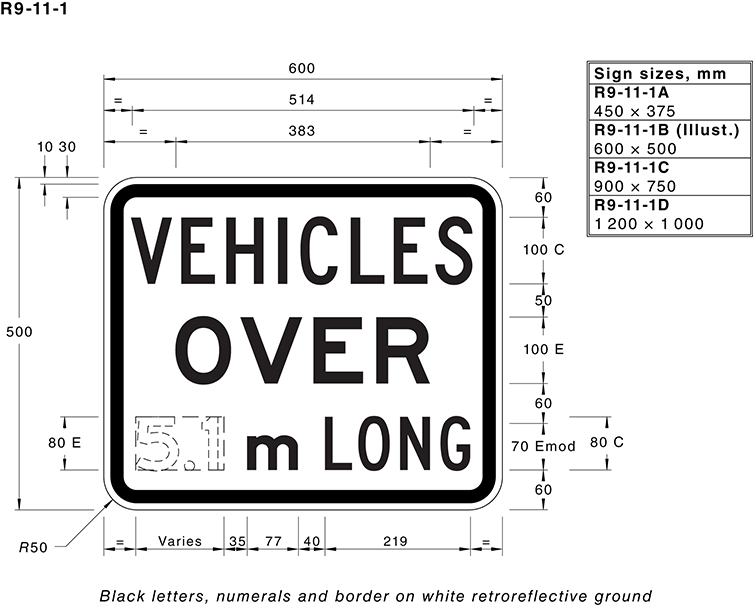 R9-11-1
600
= 514 =
= 383 =
10 30
Sign sizes, mm
R9-11-1A
450 × 375
R9-11-1B (Illust.)
600 × 500
R9-11-1C
900 × 750
R9-11-1D
1 200 × 1 000
60
VEHICLES
100 C
50
500
OVER
100 E
60
80 E
5.1 m LONG
70 Emod
80 C
60
R50
= Varies 35 77 40 219 =
Black letters, numerals and border on white retroreflective ground